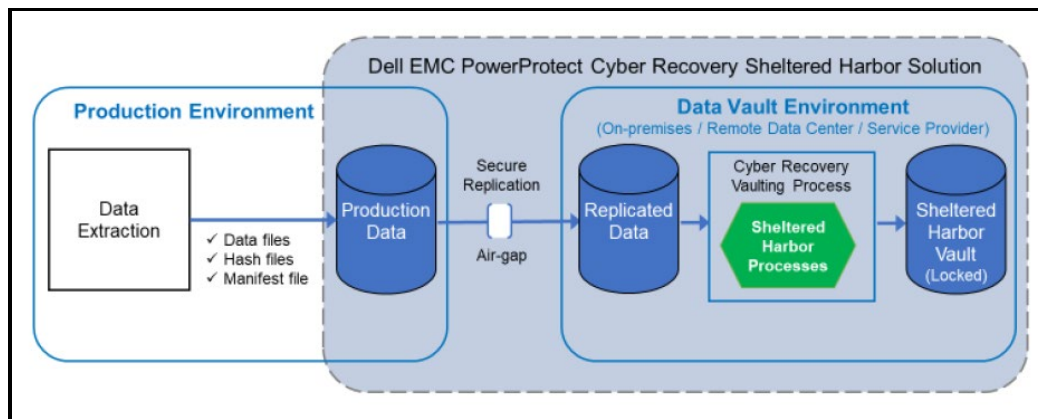 Dell EMC PowerProtect Cyber Recovery Sheltered Harbor Solution
Production Environment
Data
Extraction
✓ Data files
✓ Hash files
✓ Manifest file
Production
Data
Secure
Replication
Air-gap
Data Vault Environment
(On-premises / Remote Data Center / Service Provider)
Replicated
Data
Cyber Recovery
Vaulting Process
Sheltered
Harbor
Processes
Sheltered
Harbor
Vault
(Locked)